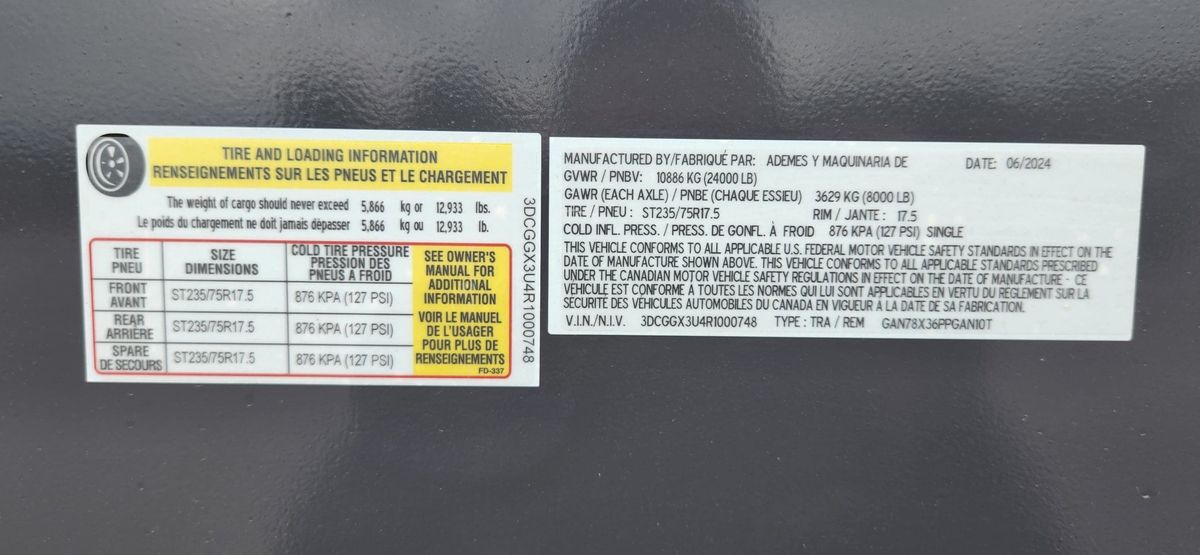 TIRE AND LOADING INFORMATION
RENSEIGNEMENTS SUR LES PNEUS ET LE CHARGEMENT
The weight of cargo should never exceed 5,866 kg or 12,933 lbs.
Le poids du chargement ne doit jamais dépasser 5,866 kg ou 12,933 lb.
TIRE PNEU
SIZE DIMENSIONS
COLD TIRE PRESSURE
PRESSION DES
PNEUS A FROID
FRONT AVANT
ST235/75R17.5
876 KPA (127 PSI)
REAR ARRIÈRE
ST235/75R17.5
876 KPA (127 PSI)
SPARE DE SECOURS
ST235/75R17.5
876 KPA (127 PSI)
SEE OWNER'S
MANUAL FOR
ADDITIONAL
INFORMATION
VOIR LE MANUEL
DE L'USAGER
POUR PLUS DE
RENSEIGNEMENTS
FD-337
3DCGGX3U4R1000748
MANUFACTURED BY/FABRIQUÉ PAR: ADEMES Y MAQUINARIA DE DATE: 06/2024
GVWR / PNBV: 10886 KG (24000 LB)
GAWR (EACH AXLE) / PNBE (CHAQUE ESSIEU) 3629 KG (8000 LB)
TIRE / PNEU : ST235/75R17.5 RIM / JANTE : 17.5
COLD INFL. PRESS. / PRESS. DE GONFL. À FROID 876 KPA (127 PSI) SINGLE
THIS VEHICLE CONFORMS TO ALL APPLICABLE U.S. FEDERAL MOTOR VEHICLE SAFETY STANDARDS IN EFFECT ON THE
DATE OF MANUFACTURE SHOWN ABOVE. THIS VEHICLE CONFORMS TO ALL APPLICABLE STANDARDS PRESCRIBED
UNDER THE CANADIAN MOTOR VEHICLE SAFETY REGULATIONS IN EFFECT ON THE DATE OF MANUFACTURE - CE
VÉHICULE EST CONFORME À TOUTES LES NORMES QUI LUI SONT APPLICABLES EN VERTU DU RÈGLEMENT SUR LA
SÉCURITÉ DES VÉHICULES AUTOMOBILES DU CANADA EN VIGUEUR A LA DATE DE SA FABRICATION.
V.I.N./N.I.V. 3DCGGX3U4R1000748 TYPE : TRA / REM GAN78X36PPGAN10T